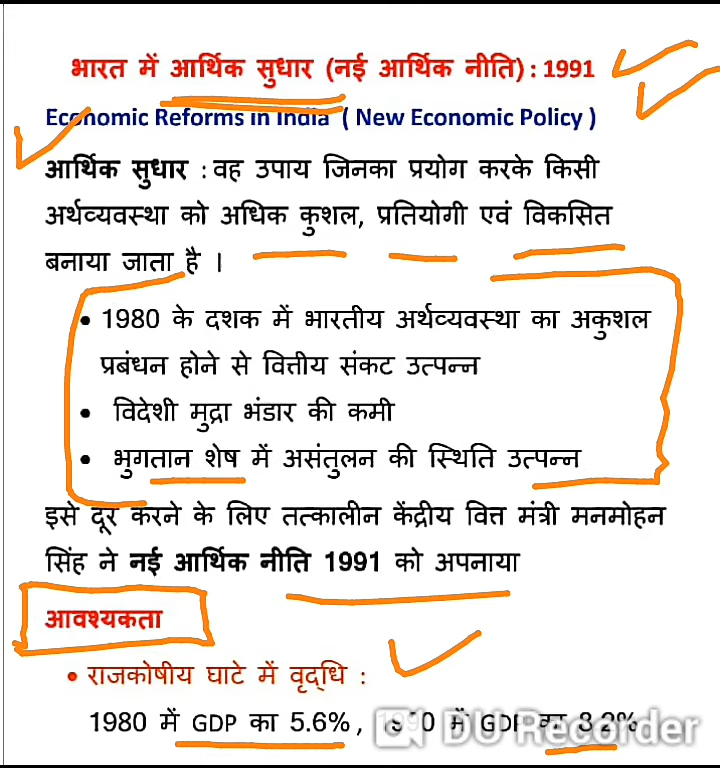 भारत में आर्थिक सुधार (नई आर्थिक नीति) : 1991
Economic Reforms in India ( New Economic Policy )
आर्थिक सुधार : वह उपाय जिनका प्रयोग करके किसी
अर्थव्यवस्था को अधिक कुशल, प्रतियोगी एवं विकसित
बनाया जाता है ।
• 1980 के दशक में भारतीय अर्थव्यवस्था का अकुशल
प्रबंधन होने से वित्तीय संकट उत्पन्न
• विदेशी मुद्रा भंडार की कमी
• भुगतान शेष में असंतुलन की स्थिति उत्पन्न
इसे दूर करने के लिए तत्कालीन केंद्रीय वित्त मंत्री मनमोहन
सिंह ने नई आर्थिक नीति 1991 को अपनाया
आवश्यकता
• राजकोषीय घाटे में वृद्धि :
1980 में GDP का 5.6% , में GDP का
DU Recorder